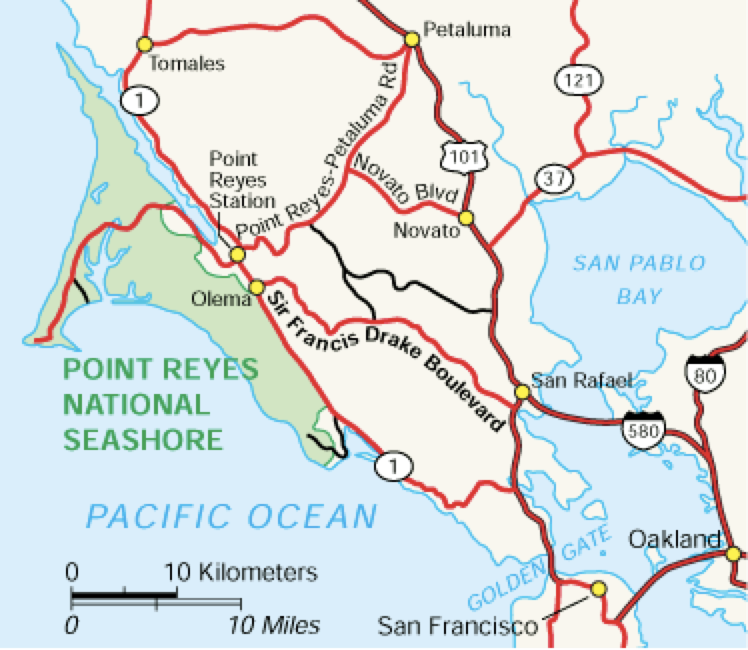 Petaluma
Tomales
1
121
Point
Reyes
Station
Point Reyes-Petaluma Rd
101
37
Novato Blvd
Novato
SAN PABLO
BAY
Olema
Sir Francis Drake Boulevard
POINT REYES
NATIONAL
SEASHORE
San Rafael
80
580
1
PACIFIC OCEAN
Oakland
GOLDEN GATE
0 10 Kilometers
0 10 Miles
San Francisco